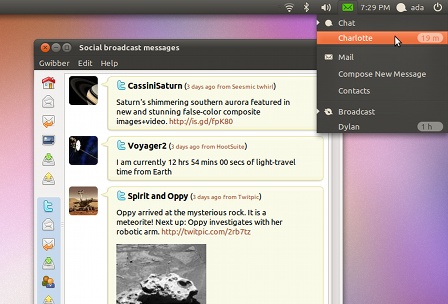 7:29 PM ada
Chat
Charlotte 19 m
Mail
Compose New Message
Contacts
Broadcast
Dylan 1 h
Social broadcast messages
Gwibber Edit Help
CassiniSaturn (3 days ago from Seesmic twhirl)
Saturn's shimmering southern aurora featured in
new and stunning false-color composite
images+video. http://is.gd/fpK80
Voyager2 (3 days ago from HootSuite)
I am currently 12 hrs 54 mins 00 secs of light-travel
time from Earth
Spirit and Oppy (3 days ago from Twitpic)
Oppy arrived at the mysterious rock. It is a
meteorite! Next up: Oppy investigates with her
robotic arm. http://twitpic.com/2rb7tz